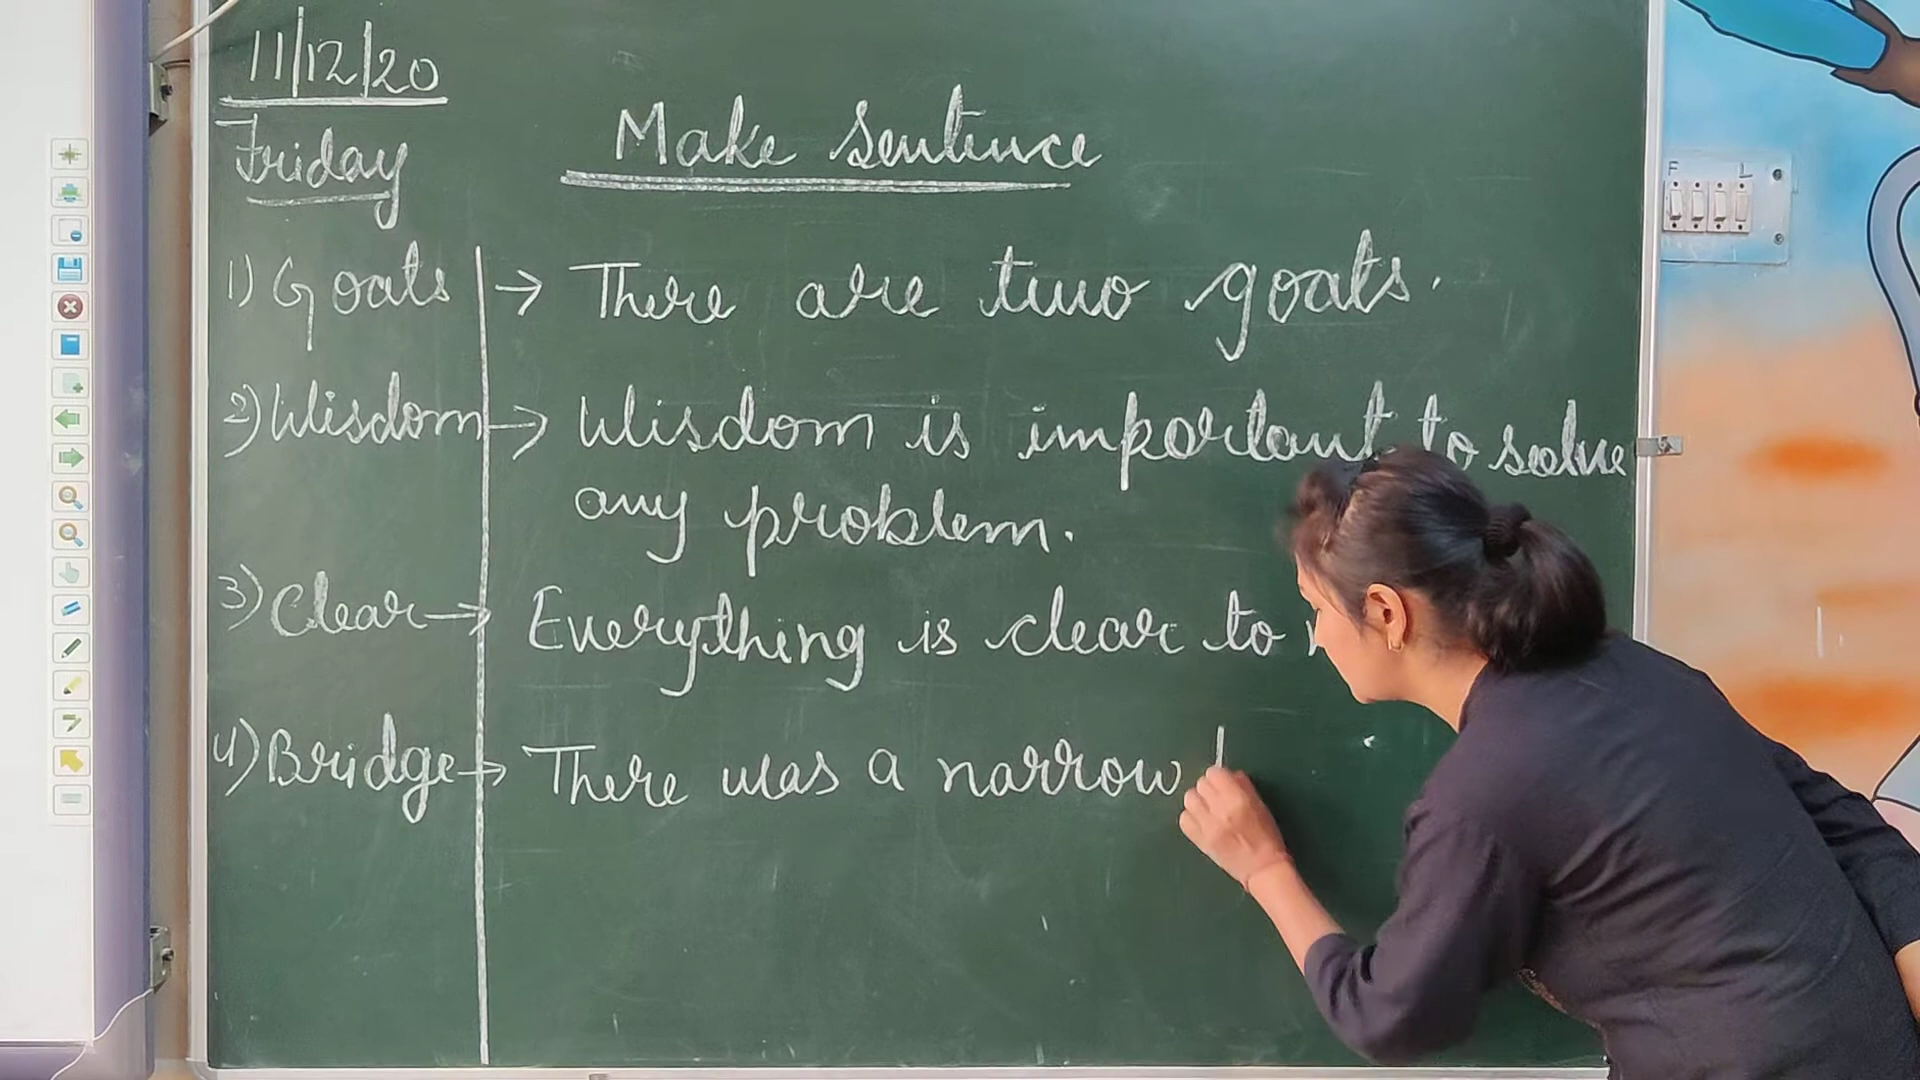 11/12/20
Friday
Make Sentence
1) Goats → There are two goats.
2) Wisdom → Wisdom is important to solve
any problem.
3) Clear → Everything is clear to
4) Bridge → There was a narrow
F L